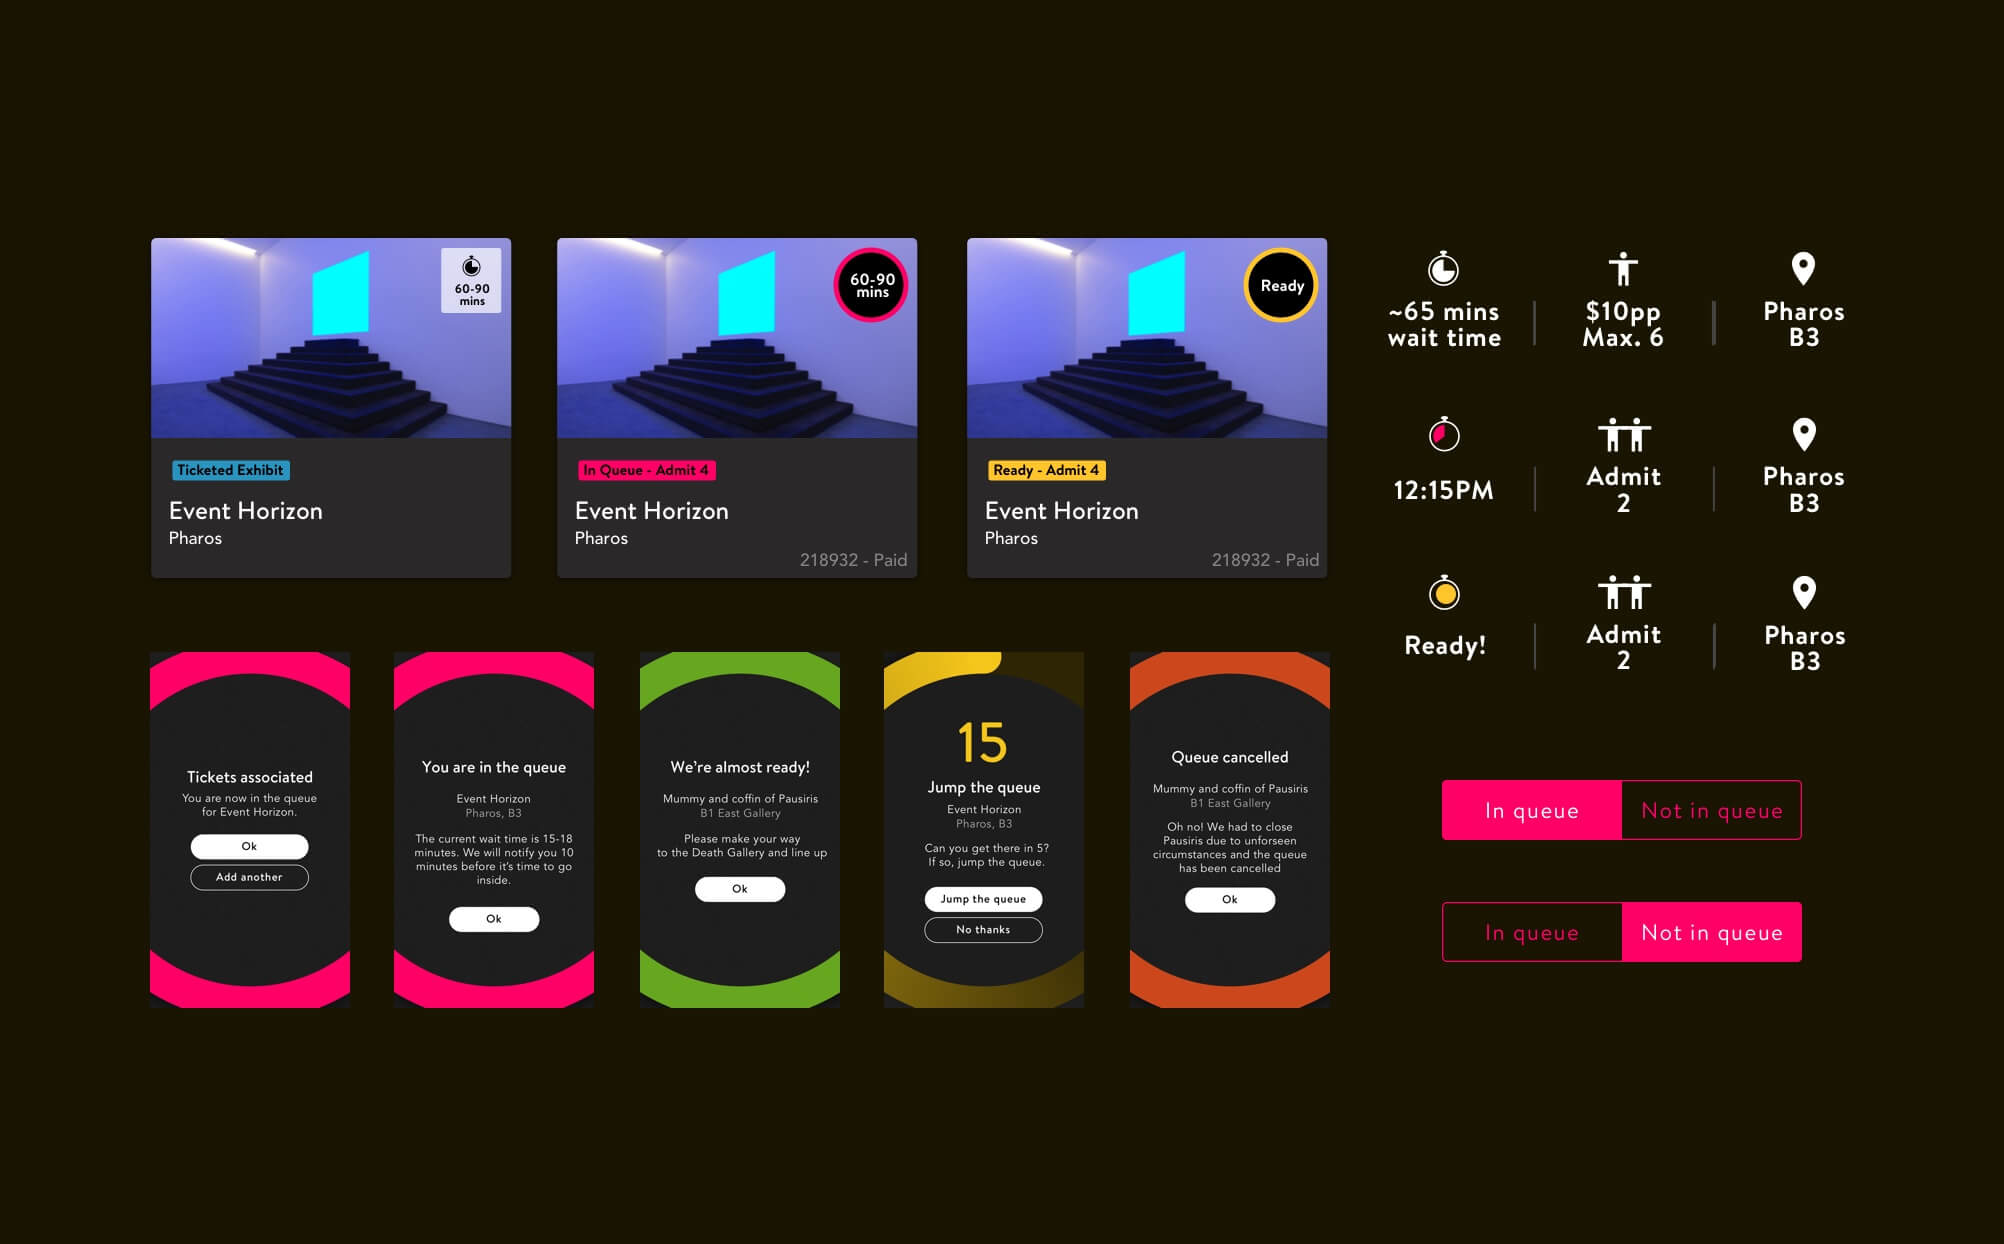 60-90
mins
Ticketed Exhibit
Event Horizon
Pharos
60-90
mins
In Queue - Admit 4
Event Horizon
Pharos
218932 - Paid
Ready
Ready - Admit 4
Event Horizon
Pharos
218932 - Paid
~65 mins
wait time
$10pp
Max. 6
Pharos
B3
12:15PM
Admit
2
Pharos
B3
Ready!
Admit
2
Pharos
B3
Tickets associated
You are now in the queue
for Event Horizon.
Ok
Add another
You are in the queue
Event Horizon
Pharos, B3
The current wait time is 15-18
minutes. We will notify you 10
minutes before it's time to go
inside.
Ok
We're almost ready!
Mummy and coffin of Pausiris
B1 East Gallery
Please make your way
to the Death Gallery and line up
Ok
15
Jump the queue
Event Horizon
Pharos, B3
Can you get there in 5?
If so, jump the queue.
Jump the queue
No thanks
Queue cancelled
Mummy and coffin of Pausiris
B1 East Gallery
Oh no! We had to close
Pausiris due to unforseen
circumstances and the queue
has been cancelled
Ok
In queue
Not in queue
In queue
Not in queue